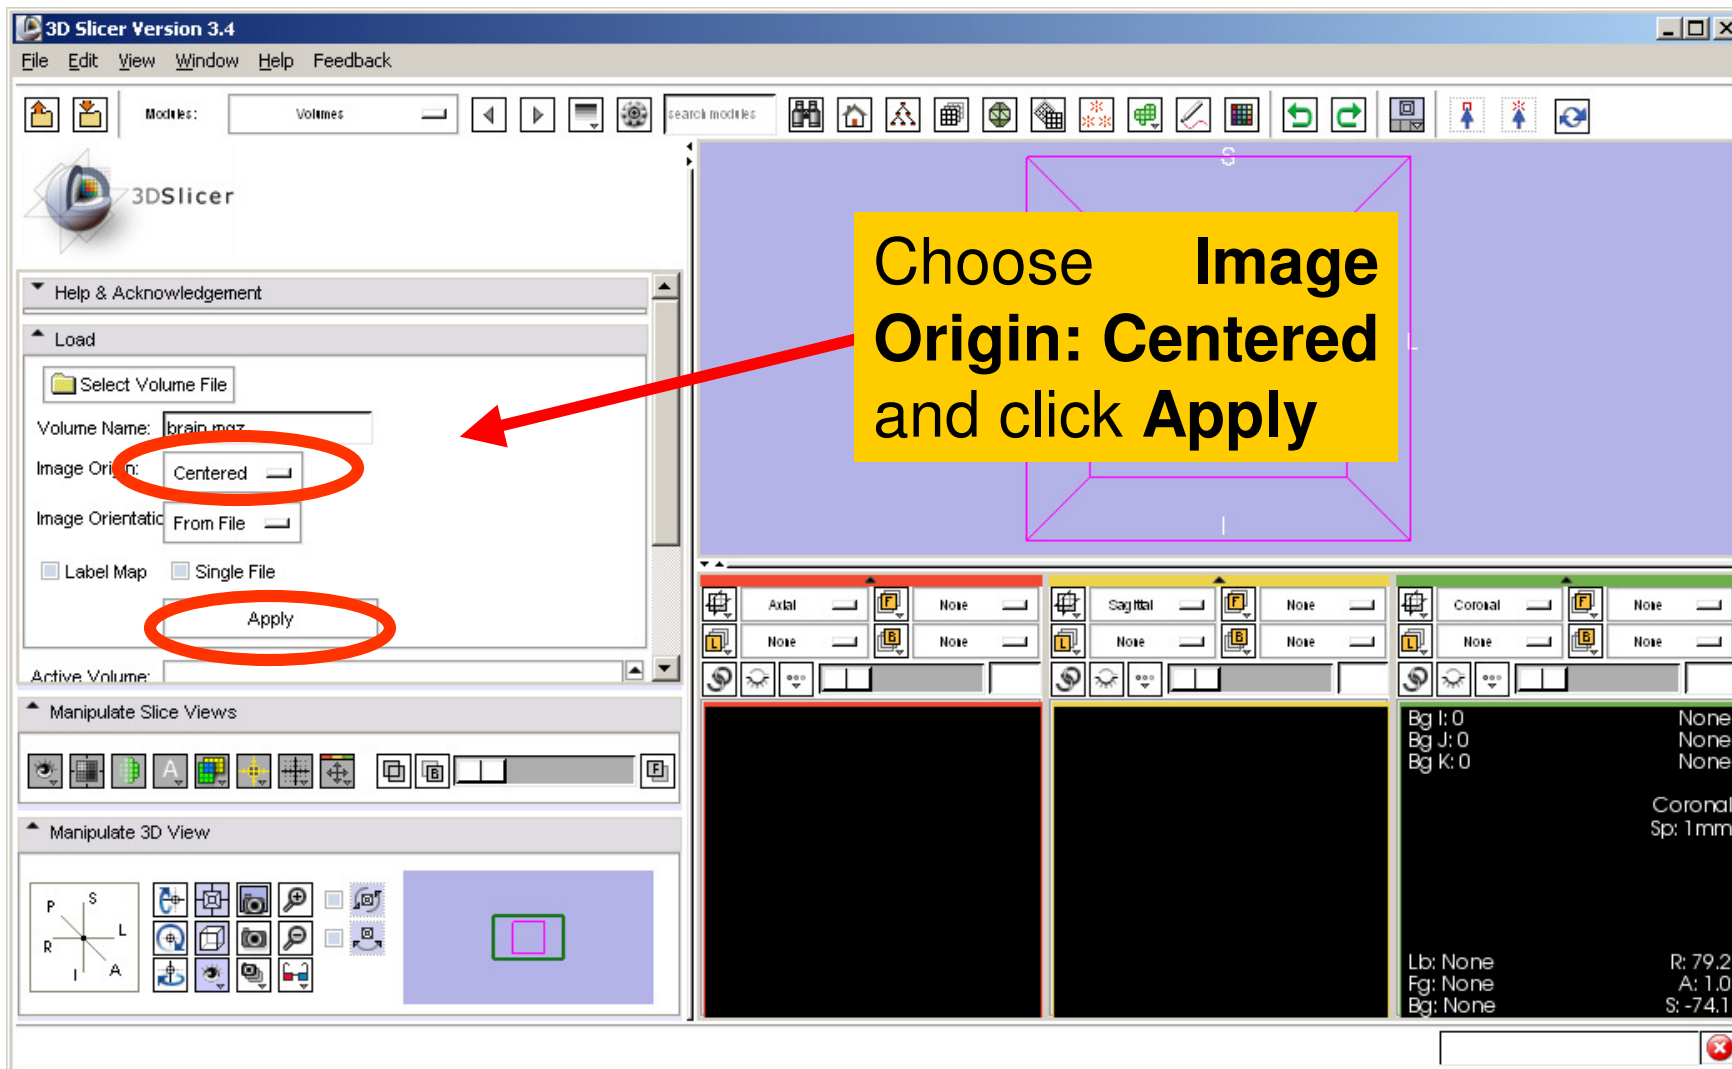 3D Slicer Version 3.4
File Edit View Window Help Feedback
Modules: Volumes search modules
3DSlicer
S
Choose Image
Origin: Centered
and click Apply
L
I
Help & Acknowledgement
Load
Select Volume File
Volume Name: brain.mgz
Image Origin: Centered
Image Orientatic From File
Label Map Single File
Apply
Active Volume:
Manipulate Slice Views
A B F
Manipulate 3D View
P S
L
R
I A
Axial F None
L None B None
Sagittal F None
L None B None
Coronal F None
L None B None
Bg I: 0 None
Bg J: 0 None
Bg K: 0 None
Coronal
Sp: 1mm
Lb: None R: 79.2
Fg: None A: 1.0
Bg: None S: -74.1